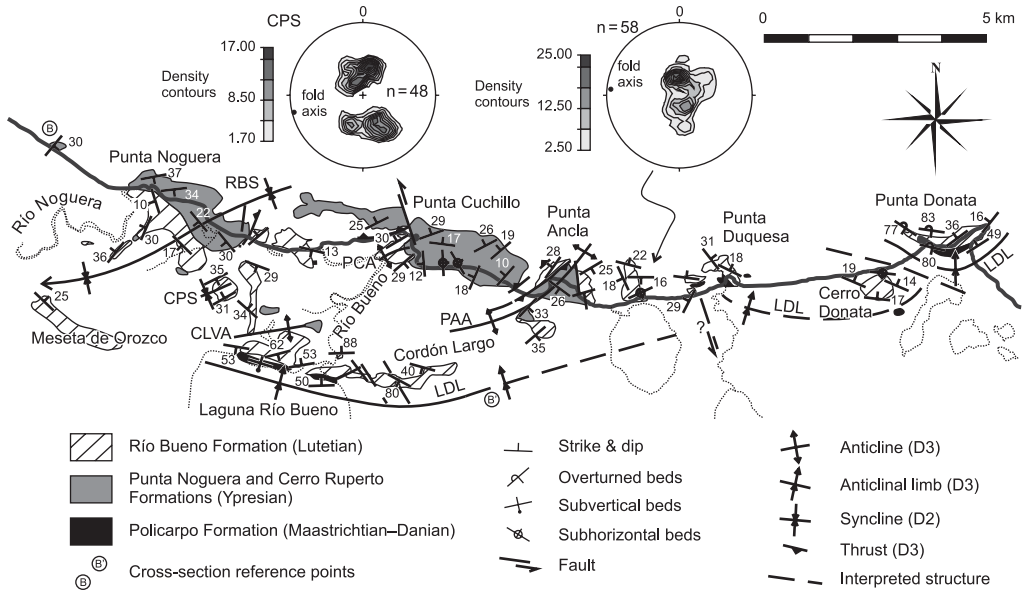 CPS
0
17.00
8.50
1.70
Density
contours
fold
axis
n=48
0
n=58
25.00
12.50
2.50
Density
contours
fold
axis
0
5 km
N
B
30
Punta Noguera
37
34
10
22
RBS
Río Noguera
30
36
17
30
25
Meseta de Orozco
CPS
35
31
29
34
13
25
30
PCA
29
12
Punta Cuchillo
29
17
26
19
10
18
Río Bueno
CLVA
62
53
53
88
50
80
40
Laguna Río Bueno
Cordón Largo
LDL
B'
PAA
Punta
Ancla
28
25
26
33
35
22
18
16
29
31
18
Punta
Duquesa
?
LDL
LDL
Punta Donata
77
83
36
16
49
80
LDL
19
14
17
Cerro
Donata
Río Bueno Formation (Lutetian)
Punta Noguera and Cerro Ruperto
Formations (Ypresian)
Policarpo Formation (Maastrichtian–Danian)
B B' Cross-section reference points
Strike & dip
Overturned beds
Subvertical beds
Subhorizontal beds
Fault
Anticline (D3)
Anticlinal limb (D3)
Syncline (D2)
Thrust (D3)
Interpreted structure